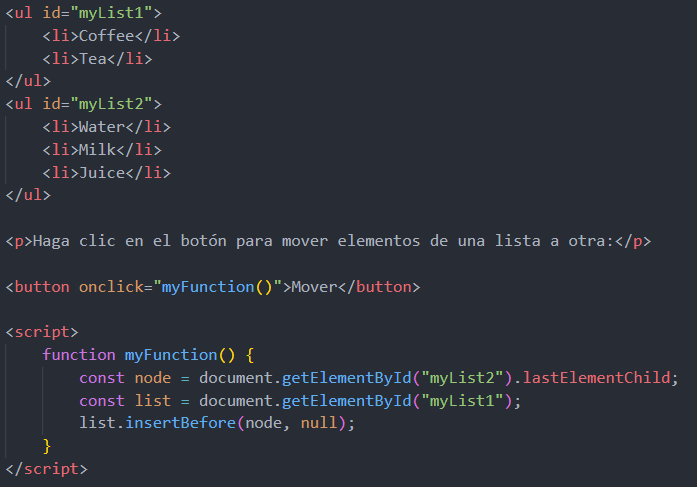 <ul id="myList1">
    <li>Coffee</li>
    <li>Tea</li>
</ul>
<ul id="myList2">
    <li>Water</li>
    <li>Milk</li>
    <li>Juice</li>
</ul>

<p>Haga clic en el botón para mover elementos de una lista a otra:</p>

<button onclick="myFunction()">Mover</button>

<script>
    function myFunction() {
        const node = document.getElementById("myList2").lastElementChild;
        const list = document.getElementById("myList1");
        list.insertBefore(node, null);
    }
</script>